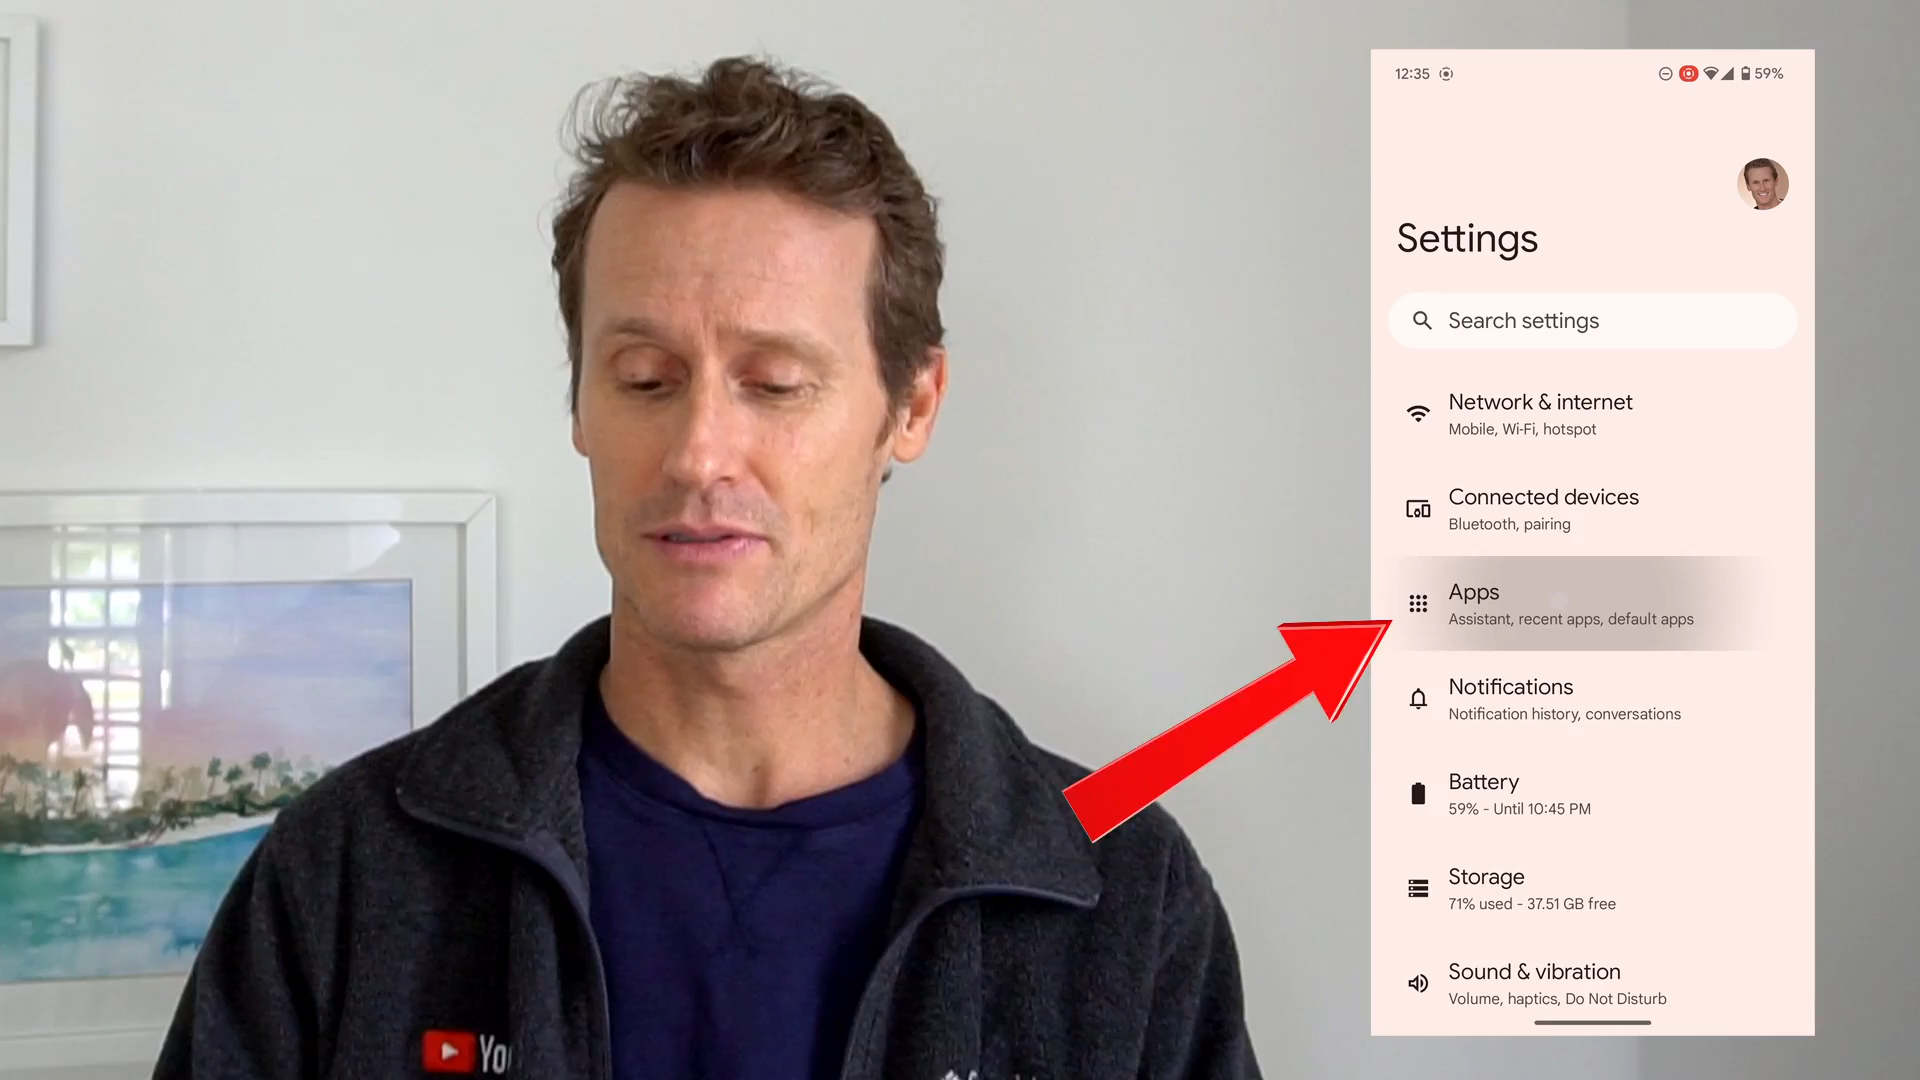 12:35
59%
Settings
Search settings
Network & internet
Mobile, Wi-Fi, hotspot
Connected devices
Bluetooth, pairing
Apps
Assistant, recent apps, default apps
Notifications
Notification history, conversations
Battery
59% - Until 10:45 PM
Storage
71% used - 37.51 GB free
Sound & vibration
Volume, haptics, Do Not Disturb